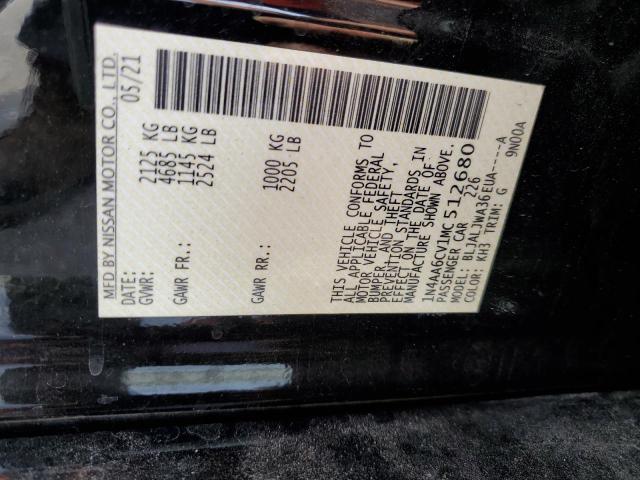 MFD BY NISSAN MOTOR CO., LTD.
DATE: 05/21
GVWR: 2125 KG
4685 LB
GAWR FR.: 1145 KG
2524 LB
GAWR RR.: 1000 KG
2205 LB
THIS VEHICLE CONFORMS TO
ALL APPLICABLE FEDERAL
MOTOR VEHICLE SAFETY,
BUMPER, AND THEFT
PREVENTION STANDARDS IN
EFFECT ON THE DATE OF
MANUFACTURE SHOWN ABOVE.
1N4AA6CV1MC512680
PASSENGER CAR 226
MODEL: BLJALJWA36EUA-----A
COLOR: KH3 TRIM: G 9N00A